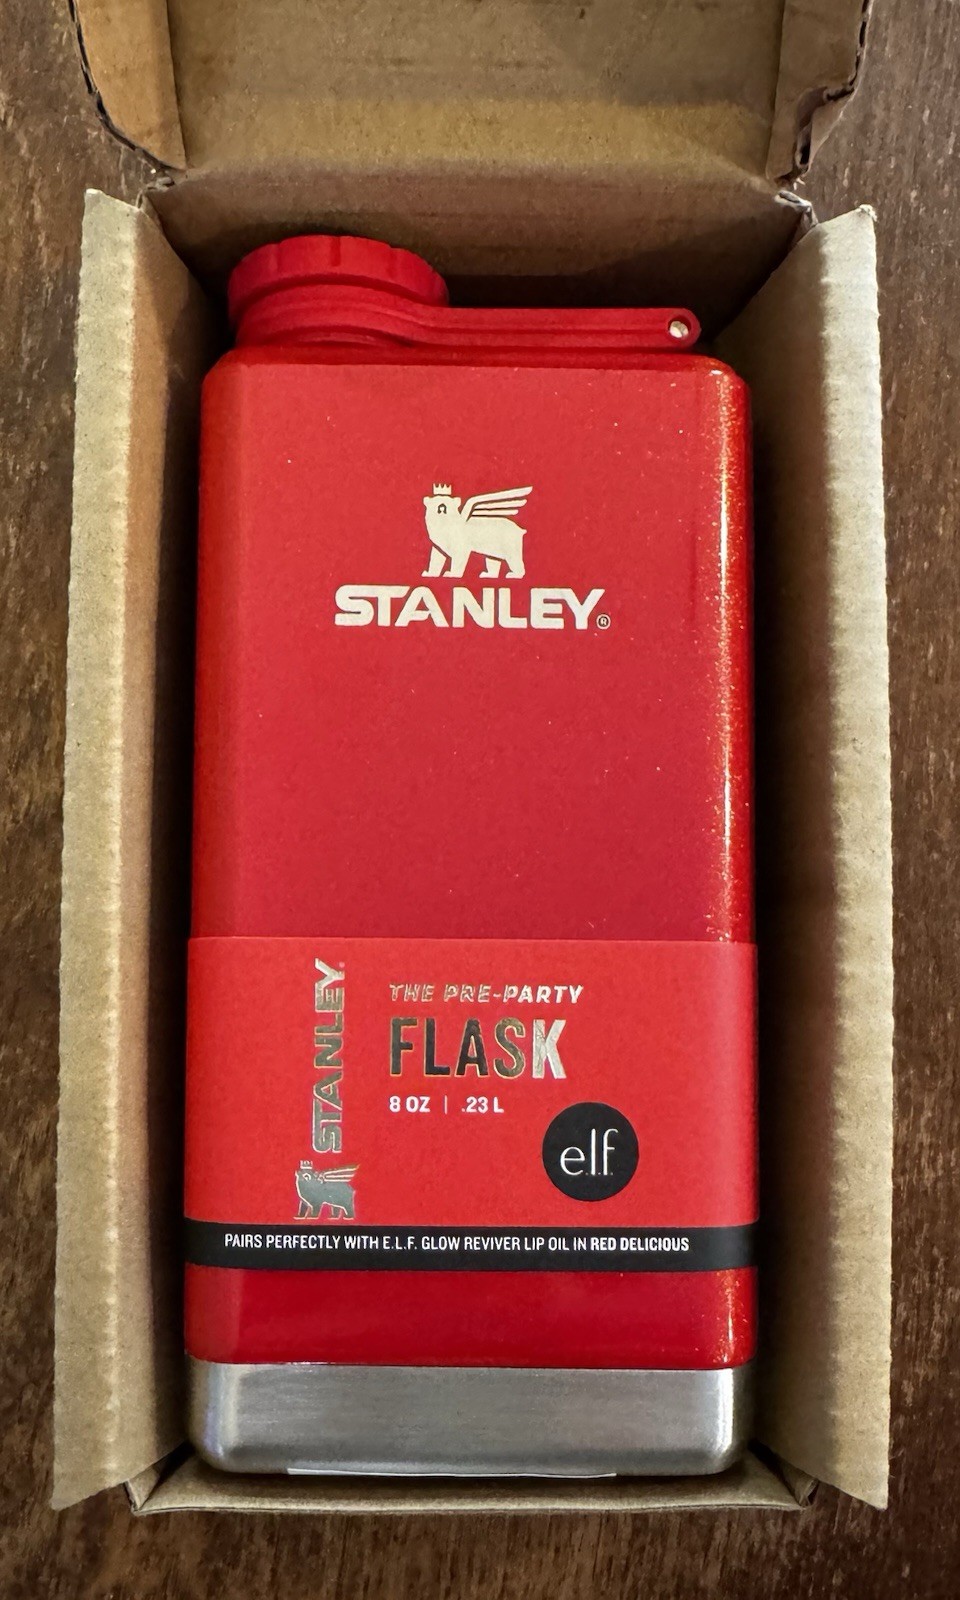 STANLEY®
STANLEY
THE PRE-PARTY
FLASK
8 OZ | .23 L
e.l.f.
PAIRS PERFECTLY WITH E.L.F. GLOW REVIVER LIP OIL IN RED DELICIOUS